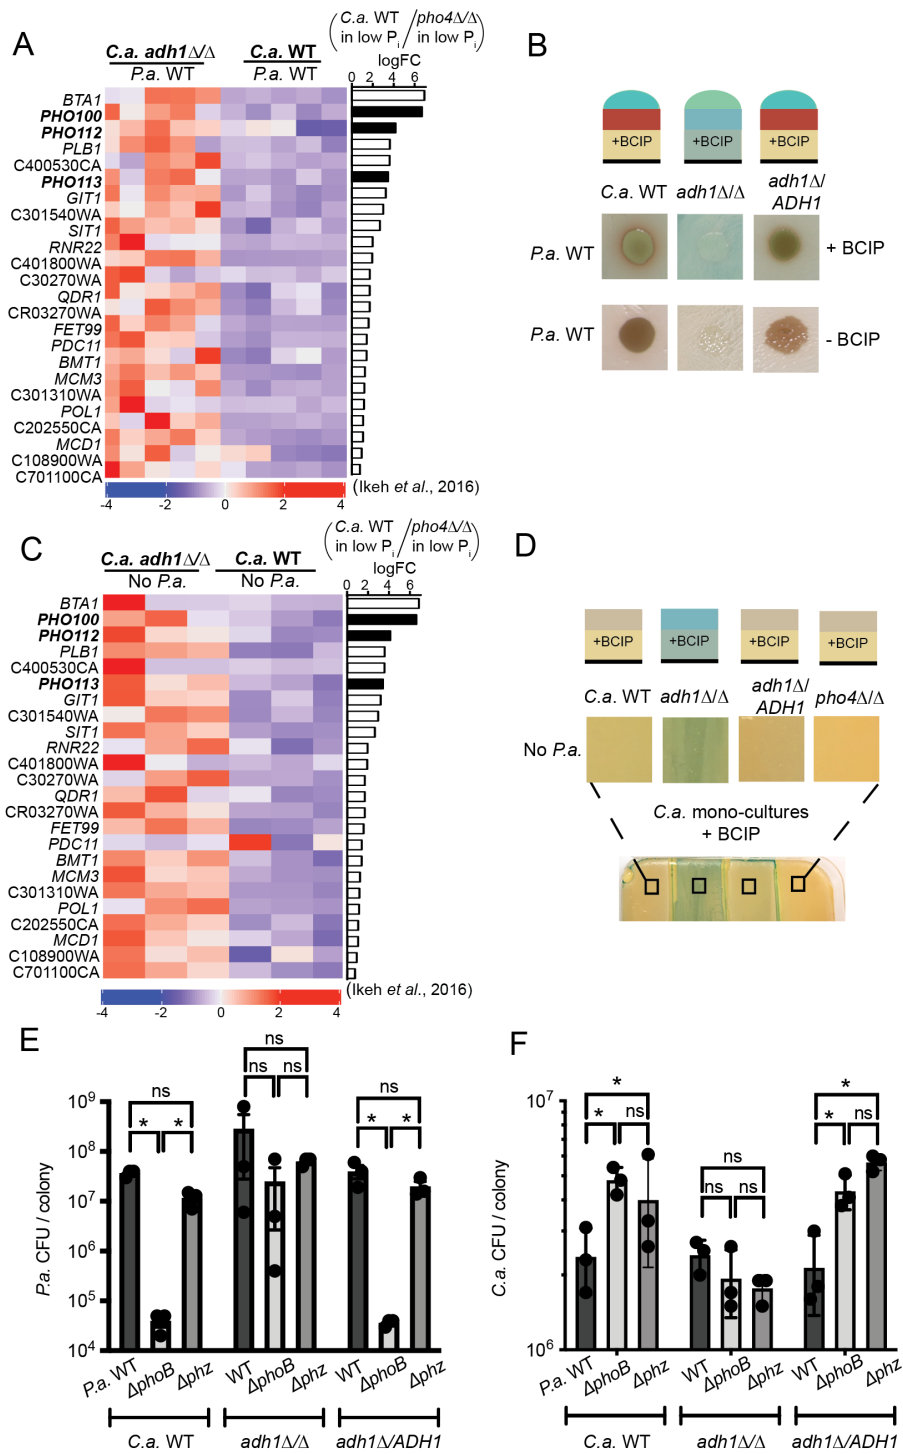 A
C.a. adh1Δ/Δ
C.a. WT
P.a. WT
P.a. WT
(C.a. WT in low Pi / pho4Δ/Δ in low Pi)
logFC
0 2 4 6
BTA1
PHO100
PHO112
PLB1
C400530CA
PHO113
GIT1
C301540WA
SIT1
RNR22
C401800WA
C30270WA
QDR1
CR03270WA
FET99
PDC11
BMT1
MCM3
C301310WA
POL1
C202550CA
MCD1
C108900WA
C701100CA
-4 -2 0 2 4
(Ikeh et al., 2016)
B
+BCIP +BCIP +BCIP
C.a. WT adh1Δ/Δ adh1Δ/
ADH1
P.a. WT + BCIP
P.a. WT - BCIP
C
C.a. adh1Δ/Δ
C.a. WT
No P.a.
No P.a.
(C.a. WT in low Pi / pho4Δ/Δ in low Pi)
logFC
0 2 4 6
BTA1
PHO100
PHO112
PLB1
C400530CA
PHO113
GIT1
C301540WA
SIT1
RNR22
C401800WA
C30270WA
QDR1
CR03270WA
FET99
PDC11
BMT1
MCM3
C301310WA
POL1
C202550CA
MCD1
C108900WA
C701100CA
-4 -2 0 2 4
(Ikeh et al., 2016)
D
+BCIP +BCIP +BCIP +BCIP
C.a. WT adh1Δ/Δ adh1Δ/
ADH1 pho4Δ/Δ
No P.a.
C.a. mono-cultures
+ BCIP
E
ns
* *
ns
ns ns
ns
* *
P.a. CFU / colony
10⁹
10⁸
10⁷
10⁶
10⁵
10⁴
P.a. WT ΔphoB Δphz WT ΔphoB Δphz WT ΔphoB Δphz
C.a. WT adh1Δ/Δ adh1Δ/ADH1
F
*
* ns
ns
ns ns
*
* ns
C.a. CFU / colony
10⁷
10⁶
P.a. WT ΔphoB Δphz WT ΔphoB Δphz WT ΔphoB Δphz
C.a. WT adh1Δ/Δ adh1Δ/ADH1